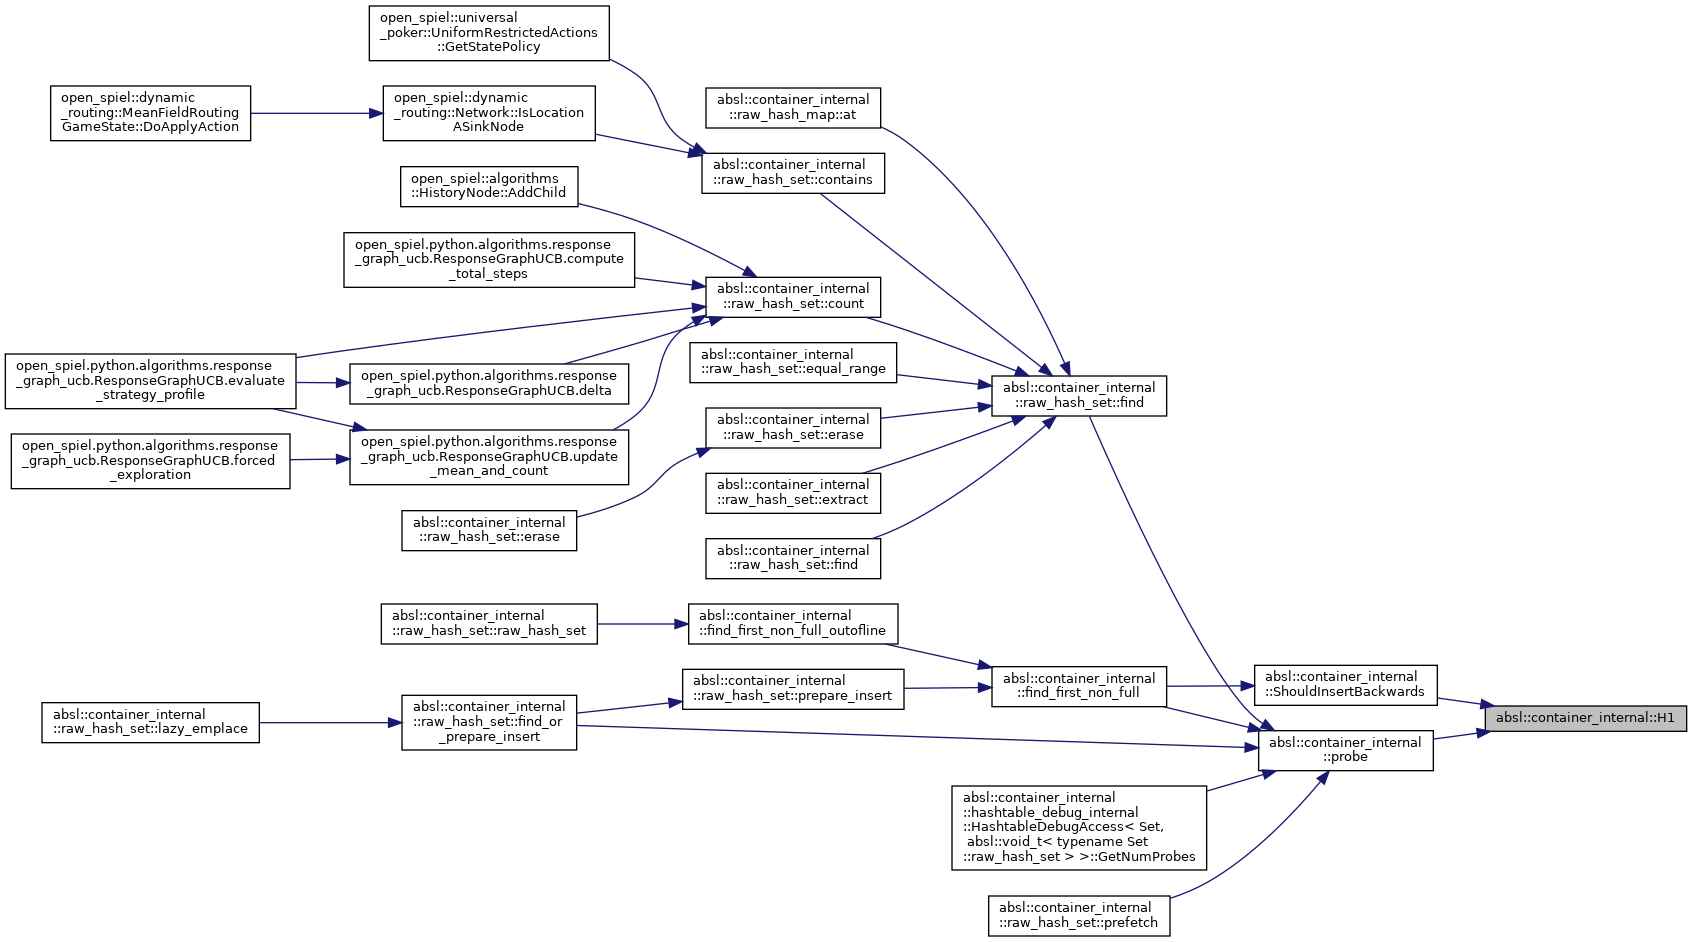 open_spiel::universal
_poker::UniformRestrictedActions
::GetStatePolicy
open_spiel::dynamic
_routing::MeanFieldRouting
GameState::DoApplyAction
open_spiel::dynamic
_routing::Network::IsLocation
ASinkNode
absl::container_internal
::raw_hash_map::at
absl::container_internal
::raw_hash_set::contains
open_spiel::algorithms
::HistoryNode::AddChild
open_spiel.python.algorithms.response
_graph_ucb.ResponseGraphUCB.compute
_total_steps
absl::container_internal
::raw_hash_set::count
open_spiel.python.algorithms.response
_graph_ucb.ResponseGraphUCB.evaluate
_strategy_profile
open_spiel.python.algorithms.response
_graph_ucb.ResponseGraphUCB.delta
absl::container_internal
::raw_hash_set::equal_range
absl::container_internal
::raw_hash_set::find
open_spiel.python.algorithms.response
_graph_ucb.ResponseGraphUCB.forced
_exploration
open_spiel.python.algorithms.response
_graph_ucb.ResponseGraphUCB.update
_mean_and_count
absl::container_internal
::raw_hash_set::erase
absl::container_internal
::raw_hash_set::extract
absl::container_internal
::raw_hash_set::erase
absl::container_internal
::raw_hash_set::find
absl::container_internal
::raw_hash_set::raw_hash_set
absl::container_internal
::find_first_non_full_outofline
absl::container_internal
::raw_hash_set::prepare_insert
absl::container_internal
::find_first_non_full
absl::container_internal
::ShouldInsertBackwards
absl::container_internal::H1
absl::container_internal
::raw_hash_set::lazy_emplace
absl::container_internal
::raw_hash_set::find_or
_prepare_insert
absl::container_internal
::probe
absl::container_internal
::hashtable_debug_internal
::HashtableDebugAccess< Set,
absl::void_t< typename Set
::raw_hash_set > >::GetNumProbes
absl::container_internal
::raw_hash_set::prefetch